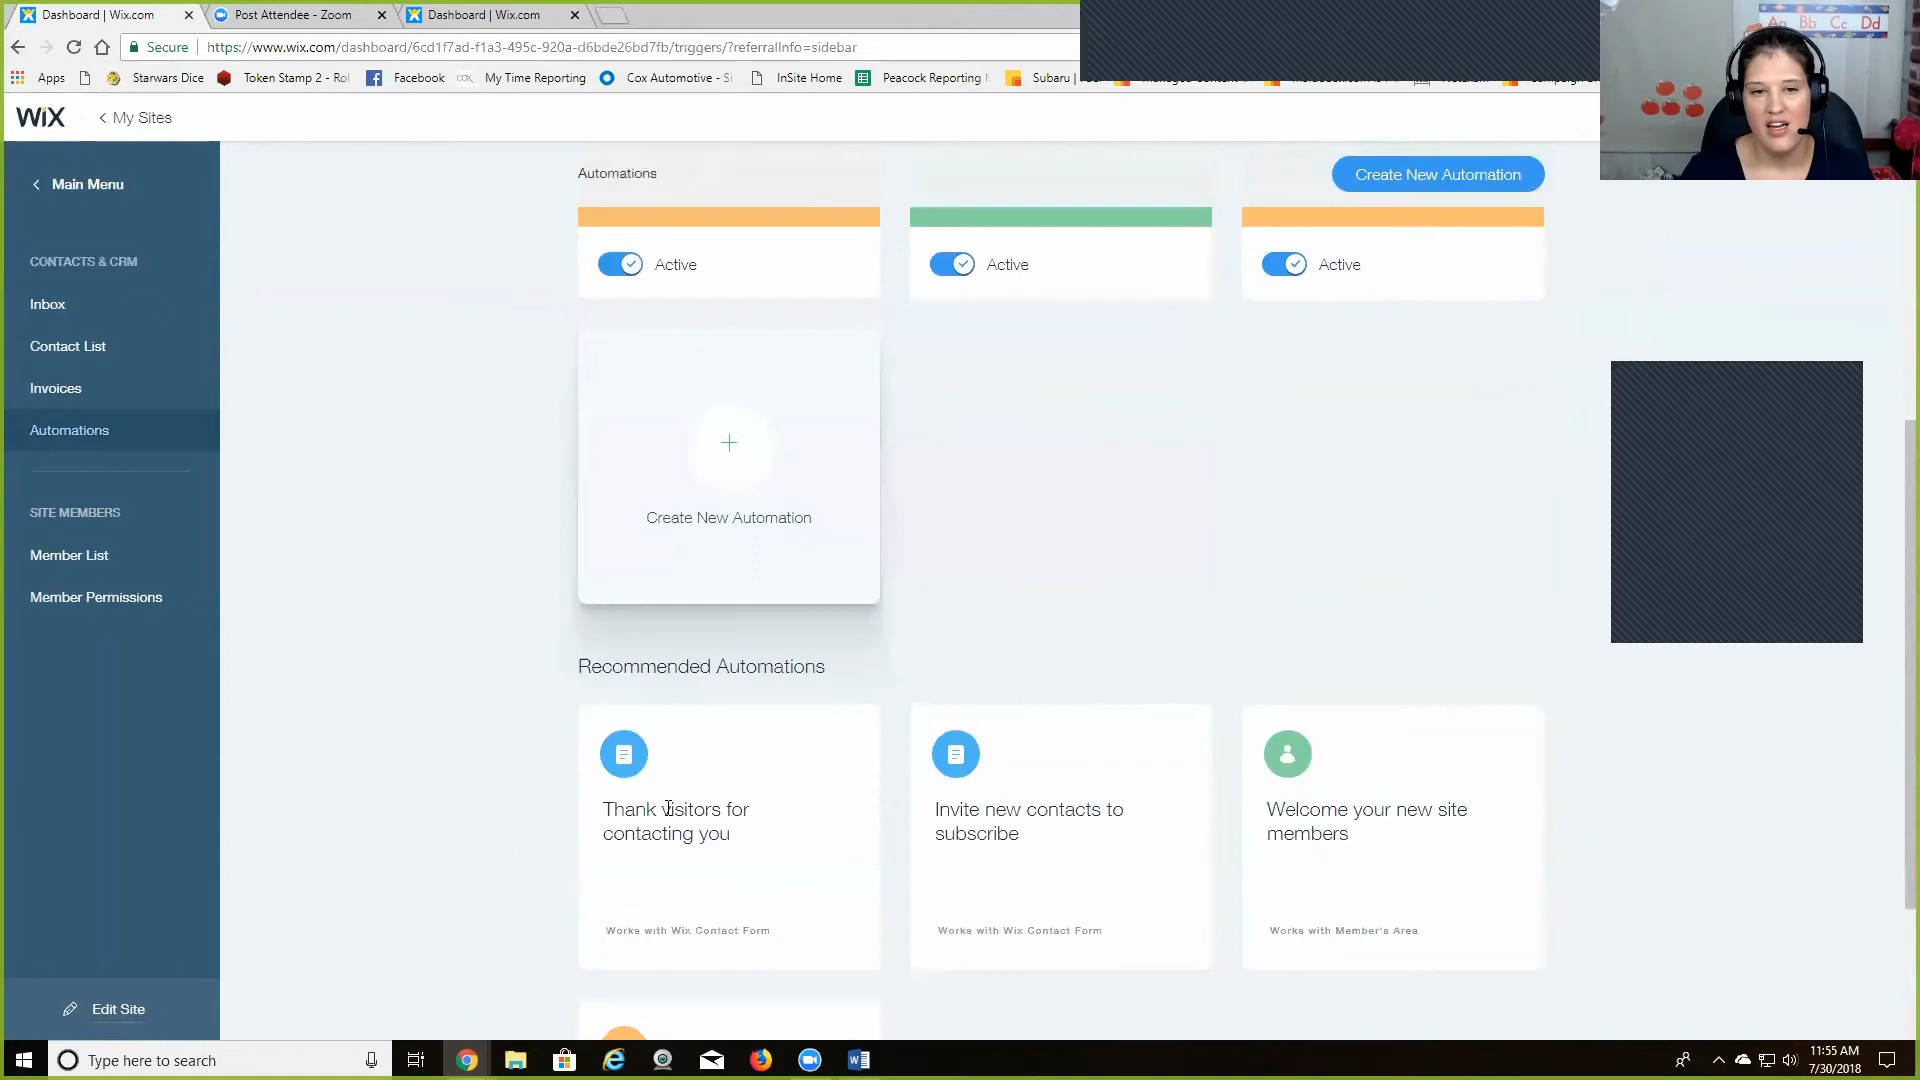 Dashboard | Wix.com
Post Attendee - Zoom
Dashboard | Wix.com
Secure
https://www.wix.com/dashboard/6cd1f7ad-f1a3-495c-920a-d6bde26bd7fb/triggers/?referralInfo=sidebar
Apps
Starwars Dice
Token Stamp 2 - Rol
Facebook
COX
My Time Reporting
Cox Automotive - Si
InSite Home
Peacock Reporting
Subaru |
Aa Bb Cc Dd
WIX
My Sites
Main Menu
CONTACTS & CRM
Inbox
Contact List
Invoices
Automations
SITE MEMBERS
Member List
Member Permissions
Edit Site
Automations
Create New Automation
Active
Active
Active
Create New Automation
Recommended Automations
Thank visitors for
contacting you
Works with Wix Contact Form
Invite new contacts to
subscribe
Works with Wix Contact Form
Welcome your new site
members
Works with Member's Area
Type here to search
11:55 AM
7/30/2018